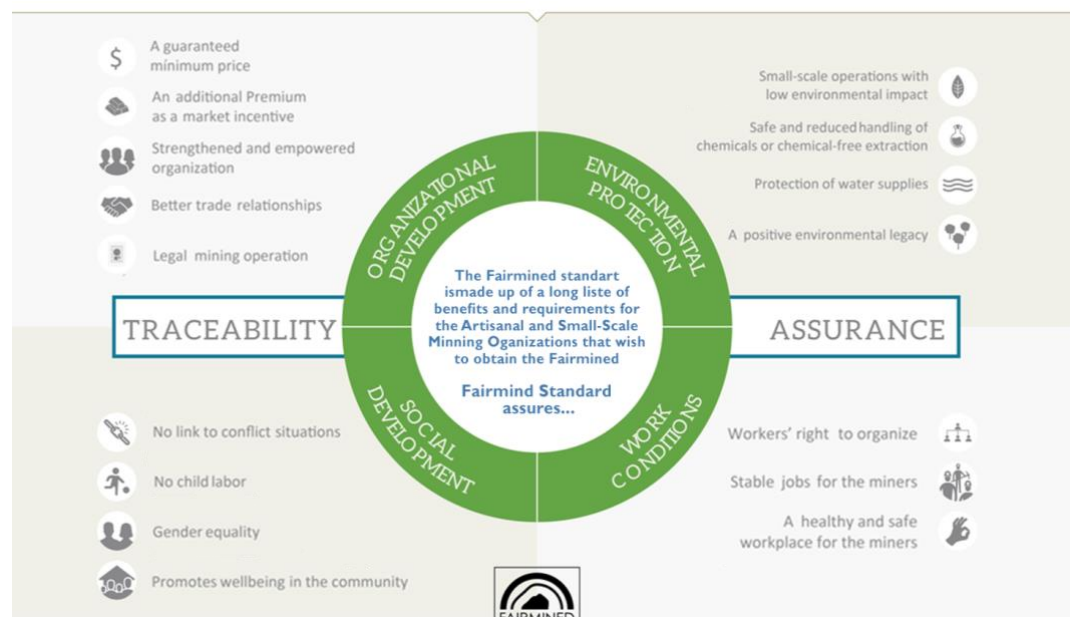 A guaranteed
mínimum price
An additional Premium
as a market incentive
Strengthened and empowered
organization
Better trade relationships
Legal mining operation
Small-scale operations with
low environmental impact
Safe and reduced handling of
chemicals or chemical-free extraction
Protection of water supplies
A positive environmental legacy
ORGANIZATIONAL
DEVELOPMENT
ENVIRONMENTAL
PROTECTION
TRACEABILITY
The Fairmined standart
ismade up of a long liste of
benefits and requirements for
the Artisanal and Small-Scale
Minning Oganizations that wish
to obtain the Fairmined
Fairmind Standard
assures...
ASSURANCE
SOCIAL
DEVELOPMENT
WORK
CONDITIONS
No link to conflict situations
No child labor
Gender equality
Promotes wellbeing in the community
Workers' right to organize
Stable jobs for the miners
A healthy and safe
workplace for the miners
FAIRMINED